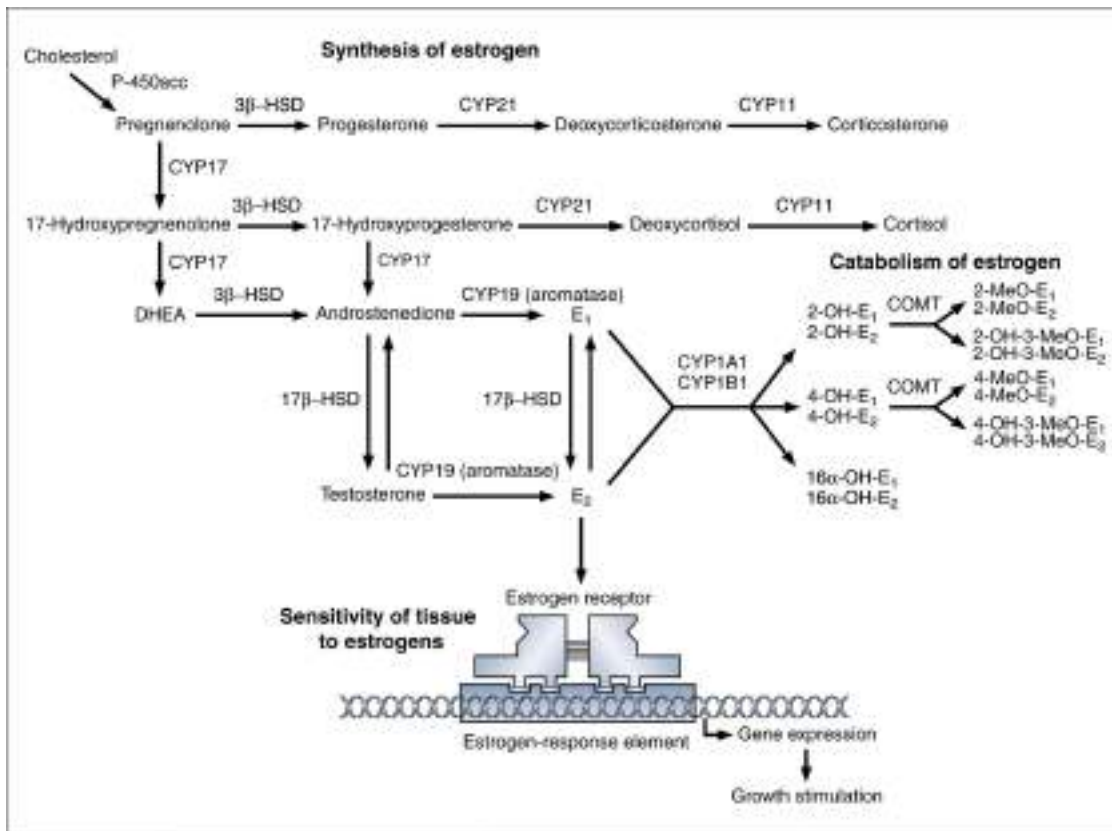 Synthesis of estrogen
Cholesterol
P-450scc
3β–HSD
CYP21
CYP11
Pregnenolone
Progesterone
Deoxycorticosterone
Corticosterone
CYP17
3β–HSD
CYP21
CYP11
17-Hydroxypregnenolone
17-Hydroxyprogesterone
Deoxycortisol
Cortisol
CYP17
CYP17
3β–HSD
CYP19 (aromatase)
DHEA
Androstenedione
E₁
17β–HSD
17β–HSD
CYP19 (aromatase)
Testosterone
E₂
Catabolism of estrogen
CYP1A1
CYP1B1
2-OH-E₁
2-OH-E₂
COMT
2-MeO-E₁
2-MeO-E₂
2-OH-3-MeO-E₁
2-OH-3-MeO-E₂
4-OH-E₁
4-OH-E₂
COMT
4-MeO-E₁
4-MeO-E₂
4-OH-3-MeO-E₁
4-OH-3-MeO-E₂
16α-OH-E₁
16α-OH-E₂
Estrogen receptor
Sensitivity of tissue
to estrogens
Estrogen-response element
Gene expression
Growth stimulation